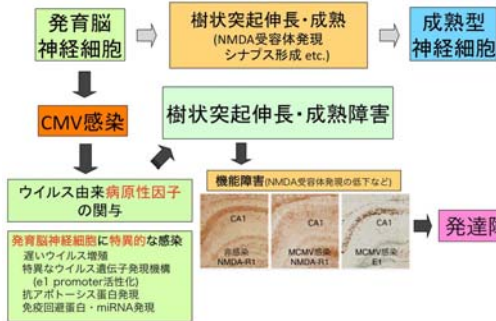 発育脳
神経細胞
樹状突起伸長・成熟
(NMDA受容体発現
シナプス形成 etc.)
成熟型
神経細胞
CMV感染
樹状突起伸長・成熟障害
ウイルス由来病原性因子
の関与
機能障害(NMDA受容体発現の低下など)
CA1
非感染
NMDA-R1
CA1
MCMV感染
NMDA-R1
CA1
MCMV感染
E1
発達障
発育脳神経細胞に特異的な感染
遅いウイルス増殖
特異なウイルス遺伝子発現機構
(e1 promoter活性化)
抗アポトーシス蛋白発現
免疫回避蛋白・miRNA発現